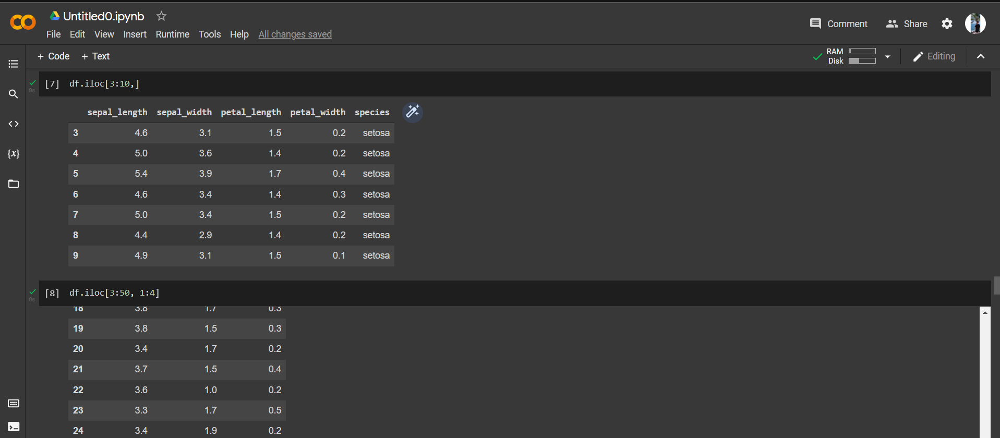 Untitled0.ipynb
File Edit View Insert Runtime Tools Help All changes saved
Comment Share
+ Code + Text
RAM
Disk
Editing
[7] df.iloc[3:10,]
0s
sepal_length sepal_width petal_length petal_width species
3 4.6 3.1 1.5 0.2 setosa
4 5.0 3.6 1.4 0.2 setosa
5 5.4 3.9 1.7 0.4 setosa
6 4.6 3.4 1.4 0.3 setosa
7 5.0 3.4 1.5 0.2 setosa
8 4.4 2.9 1.4 0.2 setosa
9 4.9 3.1 1.5 0.1 setosa
[8] df.iloc[3:50, 1:4]
0s
18 3.8 1.7 0.3
19 3.8 1.5 0.3
20 3.4 1.7 0.2
21 3.7 1.5 0.4
22 3.6 1.0 0.2
23 3.3 1.7 0.5
24 3.4 1.9 0.2